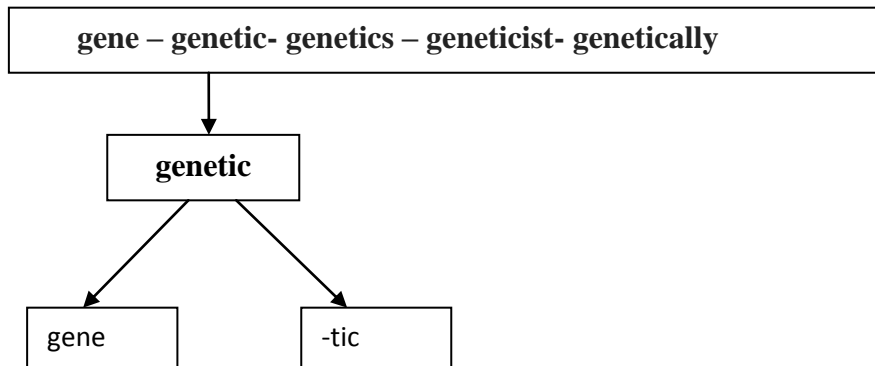 gene – genetic- genetics – geneticist- genetically
genetic
gene
-tic